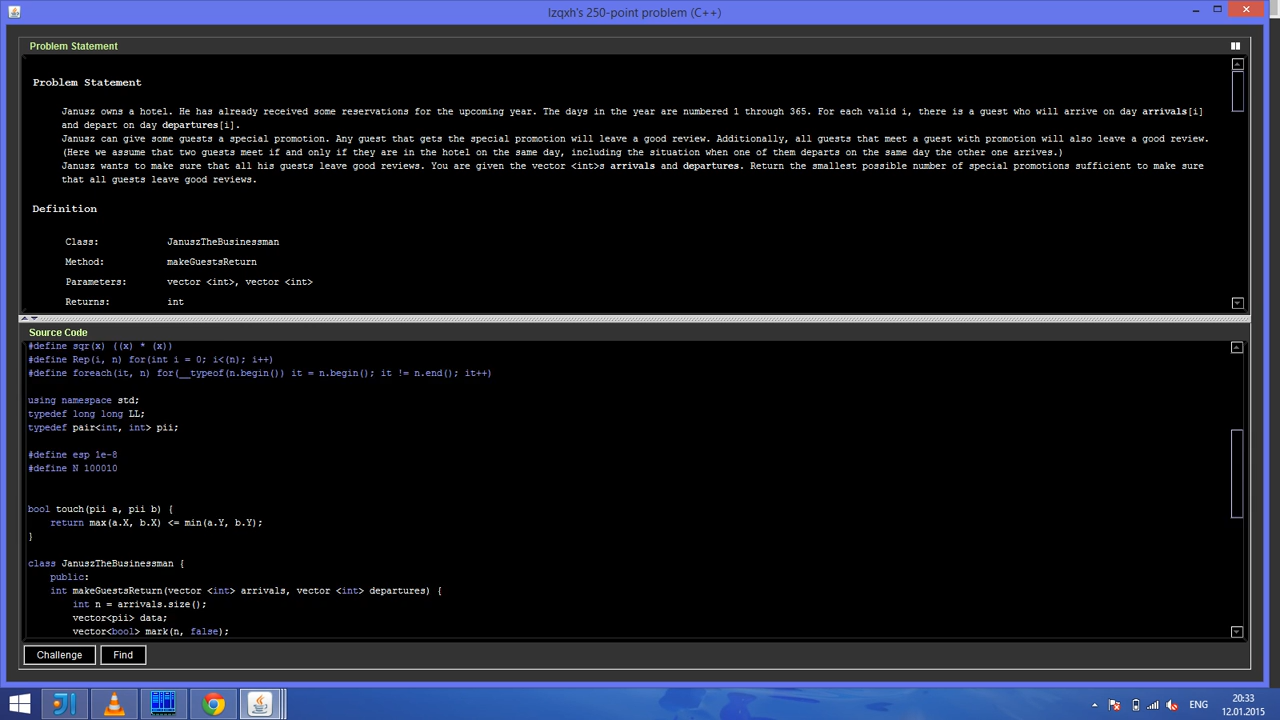 lzqxh's 250-point problem (C++)
Problem Statement
Problem Statement
Janusz owns a hotel. He has already received some reservations for the upcoming year. The days in the year are numbered 1 through 365. For each valid i, there is a guest who will arrive on day arrivals[i]
and depart on day departures[i].
Janusz can give some guests a special promotion. Any guest that gets the special promotion will leave a good review. Additionally, all guests that meet a guest with promotion will also leave a good review.
(Here we assume that two guests meet if and only if they are in the hotel on the same day, including the situation when one of them departs on the same day the other one arrives.)
Janusz wants to make sure that all his guests leave good reviews. You are given the vector <int>s arrivals and departures. Return the smallest possible number of special promotions sufficient to make sure
that all guests leave good reviews.
Definition
Class: JanuszTheBusinessman
Method: makeGuestsReturn
Parameters: vector <int>, vector <int>
Returns: int
Source Code
#define sqr(x) ((x) * (x))
#define Rep(i, n) for(int i = 0; i<(n); i++)
#define foreach(it, n) for(__typeof(n.begin()) it = n.begin(); it != n.end(); it++)
using namespace std;
typedef long long LL;
typedef pair<int, int> pii;
#define esp 1e-8
#define N 100010
bool touch(pii a, pii b) {
return max(a.X, b.X) <= min(a.Y, b.Y);
}
class JanuszTheBusinessman {
public:
int makeGuestsReturn(vector <int> arrivals, vector <int> departures) {
int n = arrivals.size();
vector<pii> data;
vector<bool> mark(n, false);
Challenge Find
ENG
20:33
12.01.2015